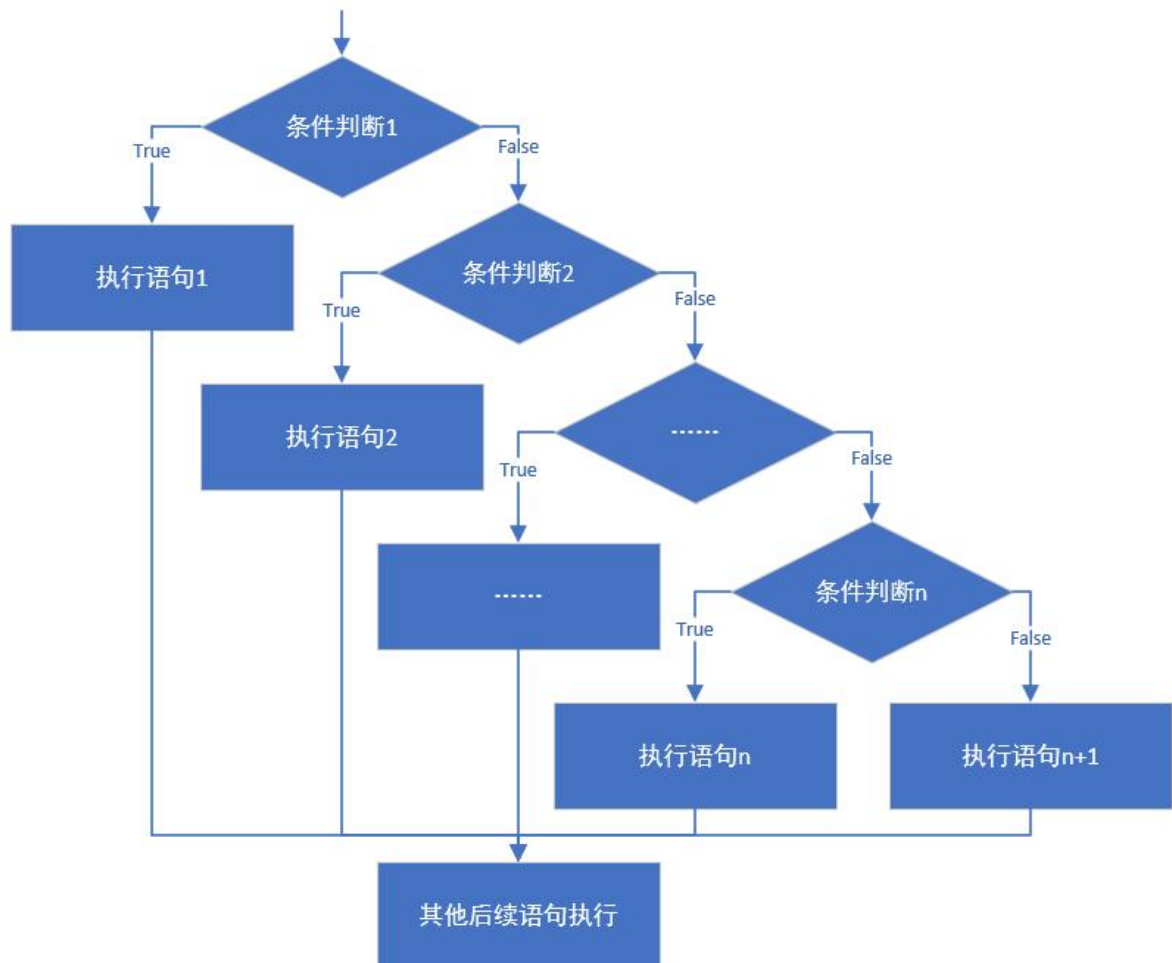 条件判断1
True
False
执行语句1
条件判断2
True
False
执行语句2
······
True
False
······
条件判断n
True
False
执行语句n
执行语句n+1
其他后续语句执行